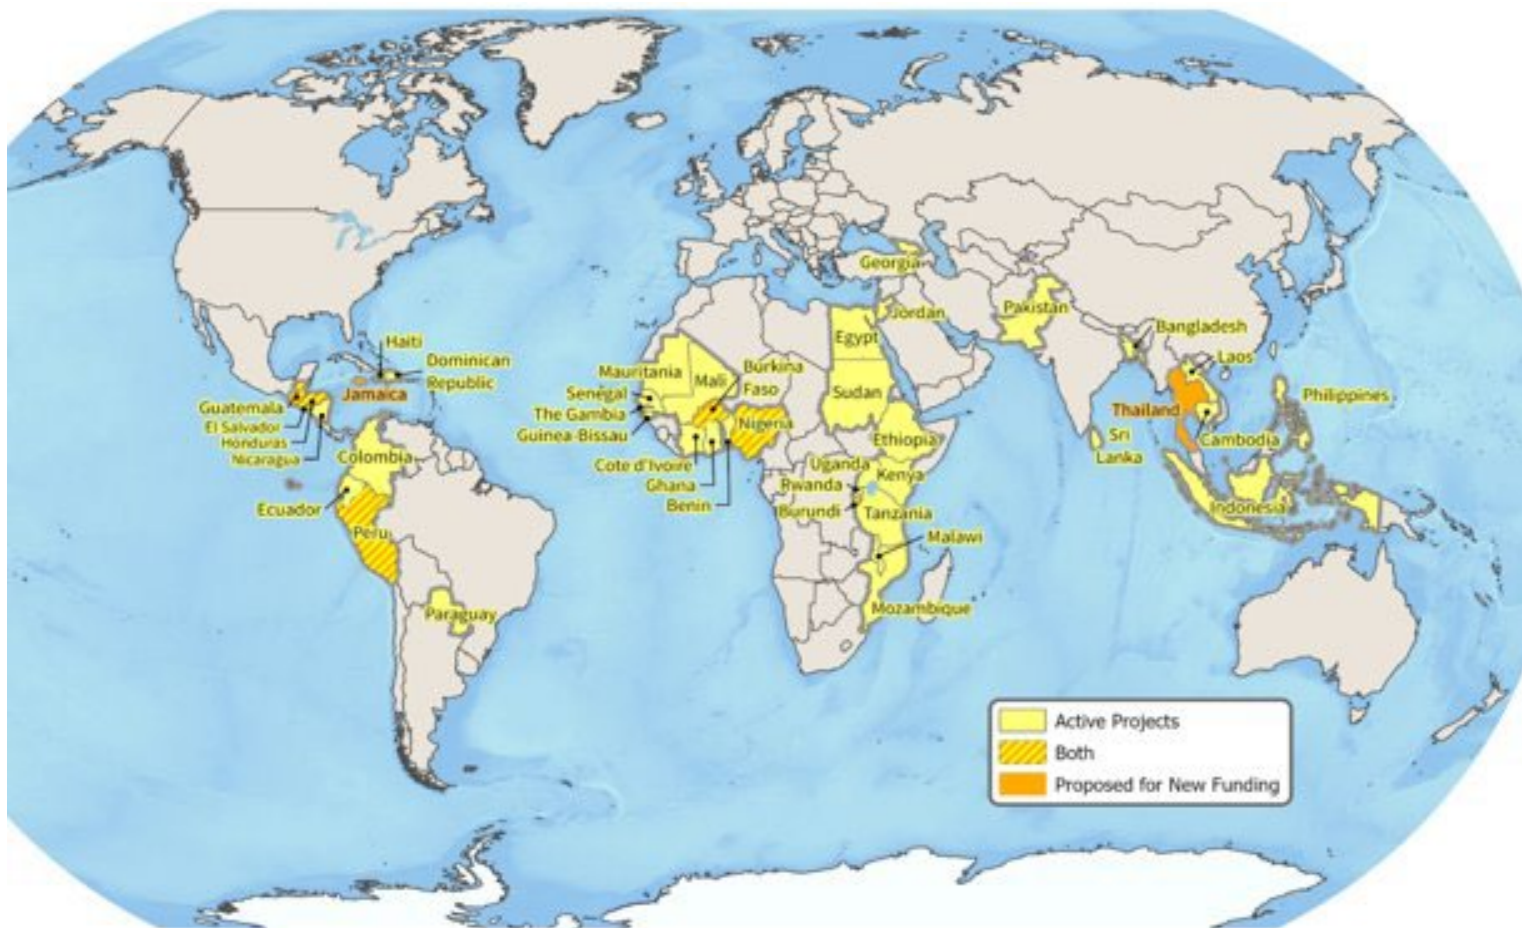 Georgia
Jordan
Pakistan
Bangladesh
Laos
Haiti
Dominican
Republic
Jamaica
Guatemala
El Salvador
Honduras
Nicaragua
Egypt
Mauritania
Mali
Burkina
Faso
Sénégal
The Gambia
Guinea-Bissau
Sudan
Nigeria
Philippines
Thailand
Sri
Lanka
Cambodia
Colombia
Ecuador
Peru
Cote d'Ivoire
Ghana
Benin
Ethiopia
Uganda
Kenya
Rwanda
Burundi
Tanzania
Indonesia
Malawi
Mozambique
Paraguay
Active Projects
Both
Proposed for New Funding